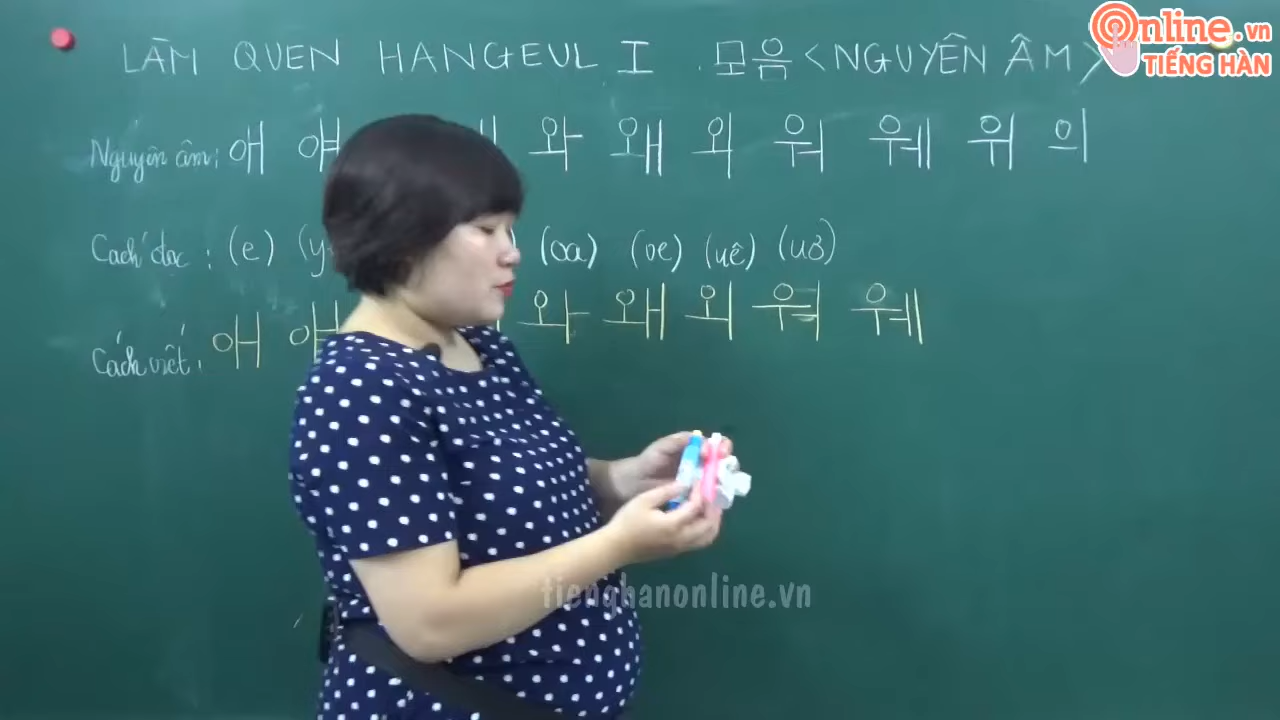 Online.vn
TIẾNG HÀN
LÀM QUEN HANGEUL I . 모음 <NGUYÊN ÂM>
Nguyên âm: 애 얘 와 왜 외 워 웨 위 의
Cách đọc : (e) (oa) (oe) (uê) (uơ)
Cách viết : 애 얘 와 왜 외 워 웨
tienghanonline.vn